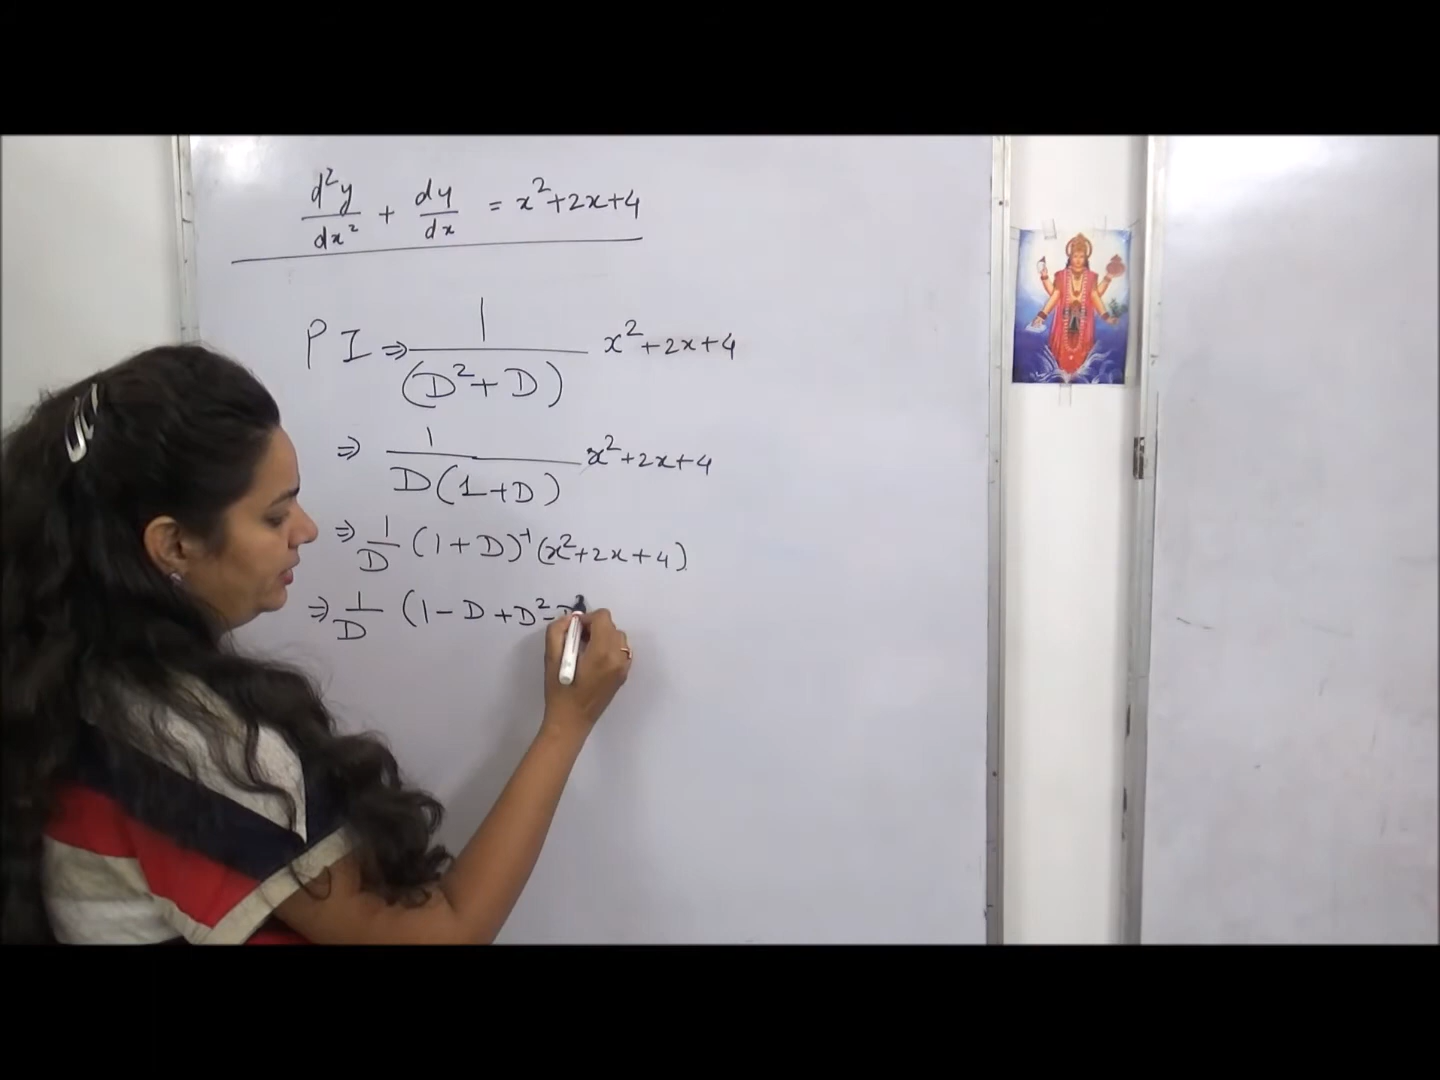 d²y/dx² + dy/dx = x²+2x+4
PI ⇒ 1/(D²+D) x²+2x+4
⇒ 1/D(1+D) x²+2x+4
⇒ 1/D (1+D)⁻¹ (x²+2x+4)
⇒ 1/D (1-D+D²-